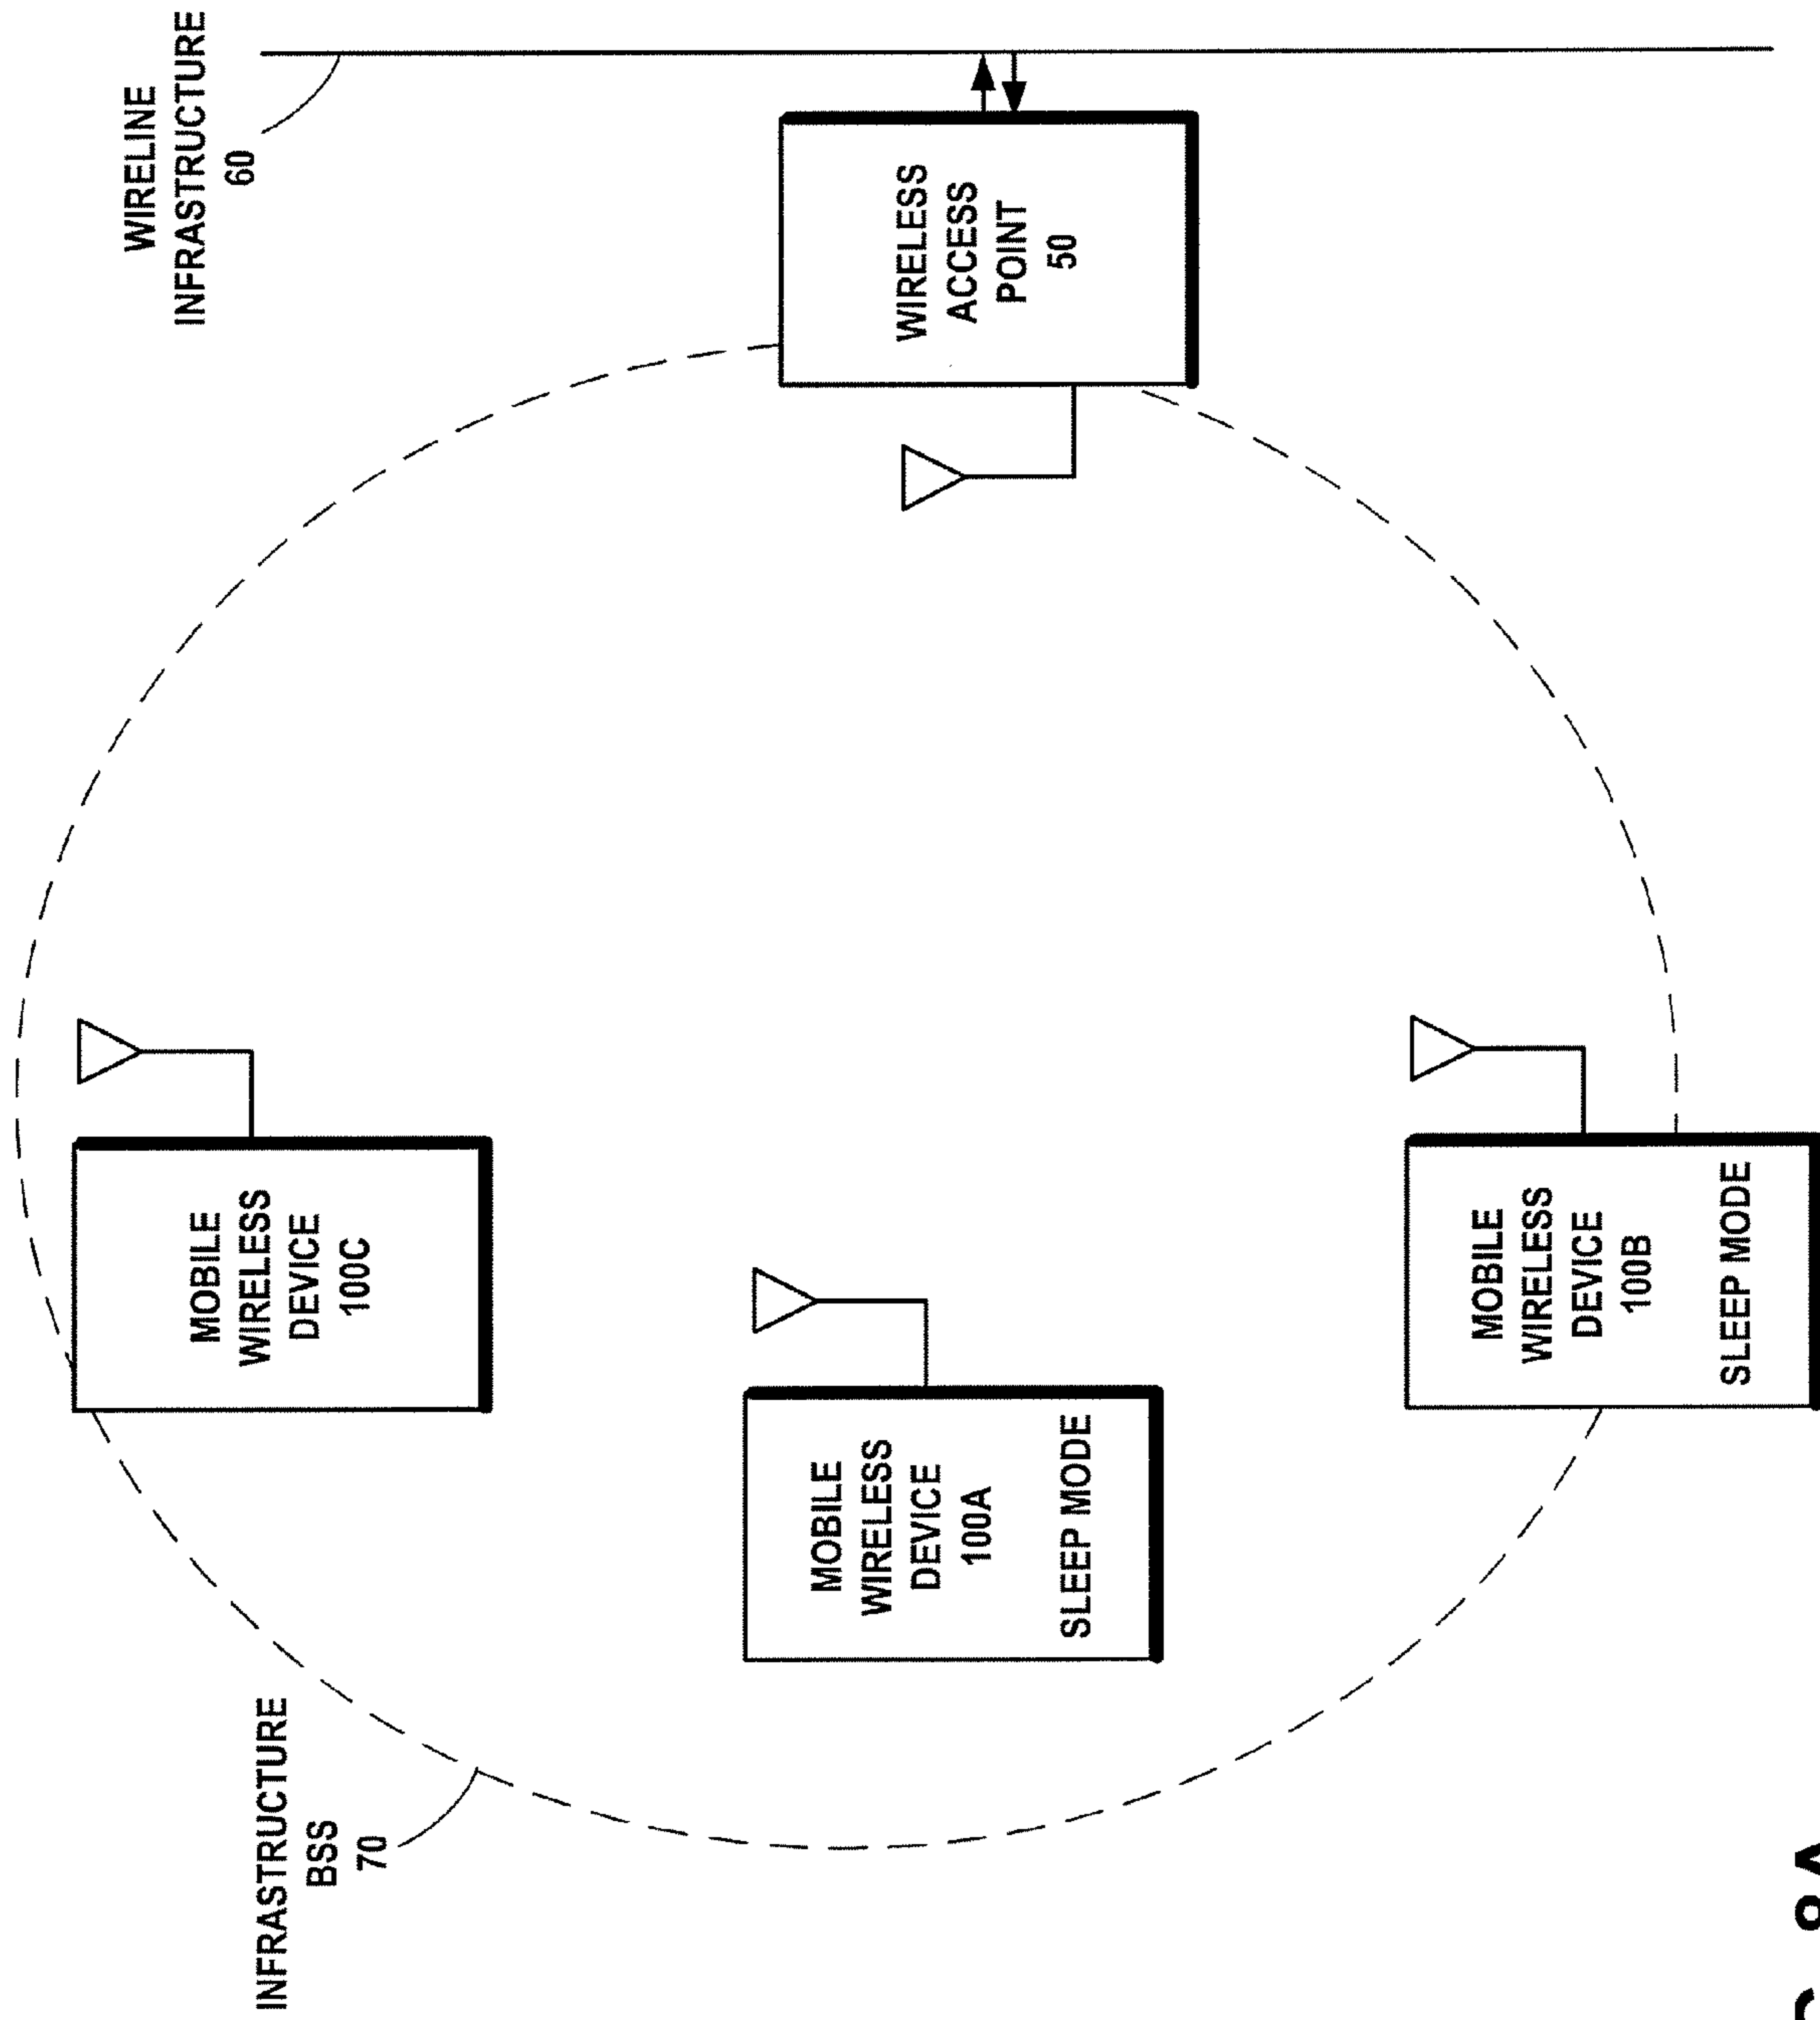 WIRELINE
INFRASTRUCTURE
60
INFRASTRUCTURE
BSS
70
MOBILE
WIRELESS
DEVICE
100C
MOBILE
WIRELESS
DEVICE
100A
SLEEP MODE
WIRELESS
ACCESS
POINT
50
MOBILE
WIRELESS
DEVICE
100B
SLEEP MODE